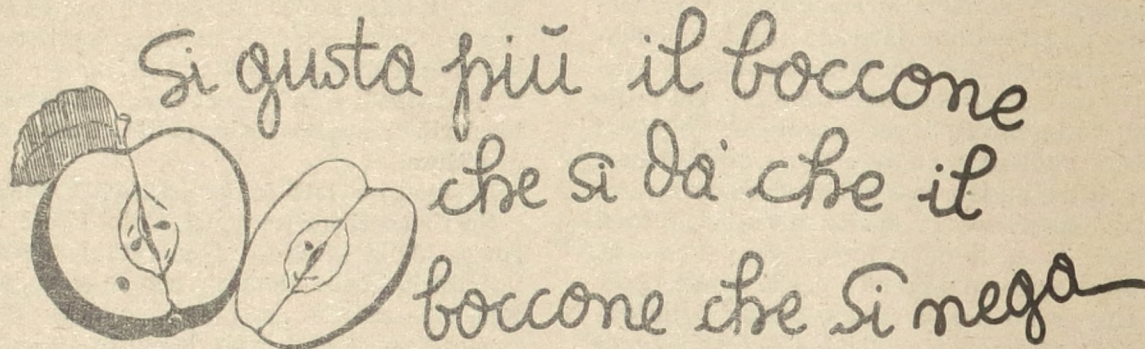 Si gusta più il boccone
che si dà che il
boccone che si nega